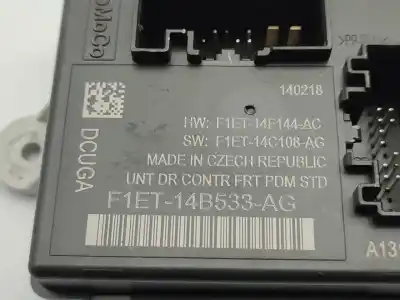 FoMoCo
140218
HW: F1ET-14F144-AC
SW: F1ET-14C108-AG
MADE IN CZECH REPUBLIC
UNT DR CONTR FRT PDM STD
DCUGA
F1ET-14B533-AG